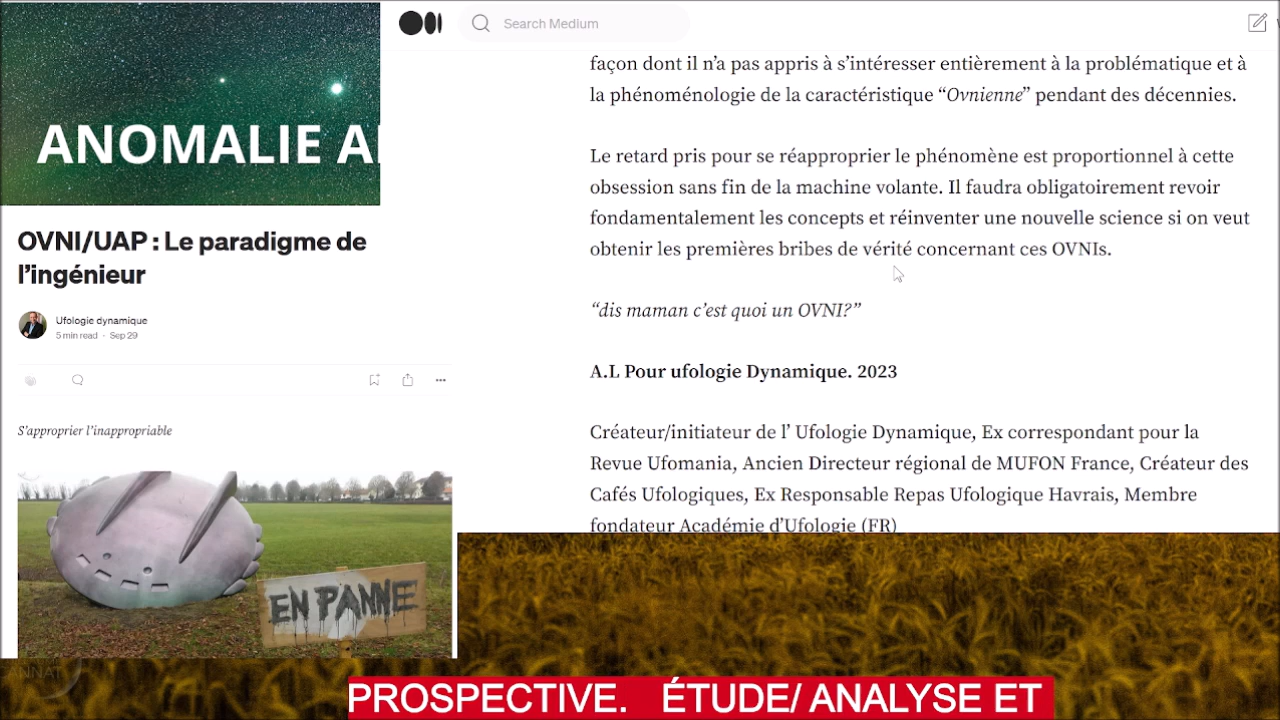 ANOMALIE A
OVNI/UAP : Le paradigme de
l’ingénieur
Ufologie dynamique
5 min read · Sep 29
S’approprier l’inappropriable
EN PANNE
ANNAT
Search Medium
façon dont il n’a pas appris à s’intéresser entièrement à la problématique et à
la phénoménologie de la caractéristique “Ovnienne” pendant des décennies.
Le retard pris pour se réapproprier le phénomène est proportionnel à cette
obsession sans fin de la machine volante. Il faudra obligatoirement revoir
fondamentalement les concepts et réinventer une nouvelle science si on veut
obtenir les premières bribes de vérité concernant ces OVNIs.
“dis maman c’est quoi un OVNI?”
A.L Pour ufologie Dynamique. 2023
Créateur/initiateur de l’ Ufologie Dynamique, Ex correspondant pour la
Revue Ufomania, Ancien Directeur régional de MUFON France, Créateur des
Cafés Ufologiques, Ex Responsable Repas Ufologique Havrais, Membre
fondateur Académie d’Ufologie (FR)
PROSPECTIVE. ÉTUDE/ ANALYSE ET